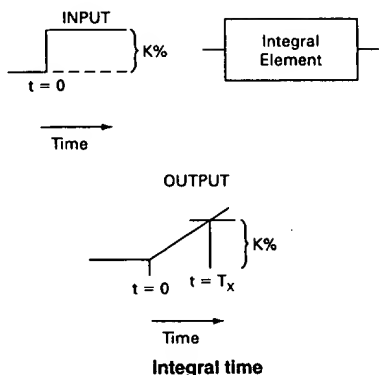 INPUT
K%
t = 0
Time
Integral
Element
OUTPUT
K%
t = 0
t = Tx
Time
Integral time